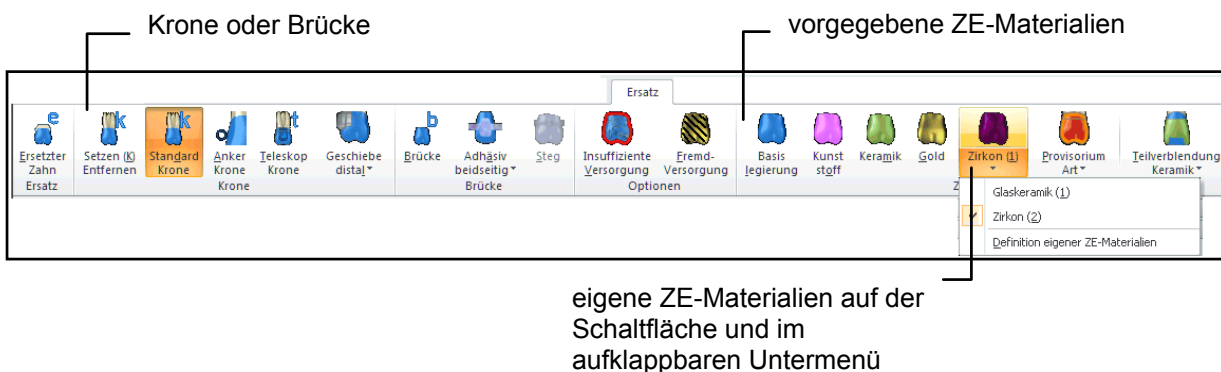 Krone oder Brücke
vorgegebene ZE-Materialien
Ersatz
e k k t b
Ersetzter Zahn
Setzen (K) Entfernen
Standard Krone
Anker Krone
Teleskop Krone
Geschiebe distal
Brücke
Adhäsiv beidseitig
Steg
Insuffiziente Versorgung
Fremd- Versorgung
Basis legierung
Kunst stoff
Keramik
Gold
Zirkon (1)
Provisorium Art
Teilverblendung Keramik
Ersatz
Krone
Brücke
Optionen
Z
Glaskeramik (1)
Zirkon (2)
Definition eigener ZE-Materialien
eigene ZE-Materialien auf der
Schaltfläche und im
aufklappbaren Untermenü